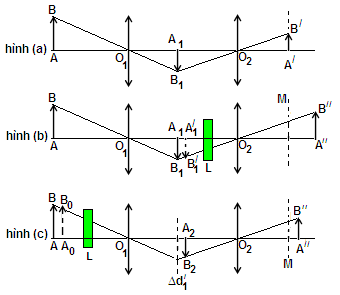 B
A
hình (a)
O1
A1
B1
O2
B/
A/
B
A
hình (b)
O1
A1 A1/
B1 B1/
L
O2
M
B//
A//
B B0
A A0
hình (c)
L
O1
A2
B2
Δd1/
O2
M
B//
A//